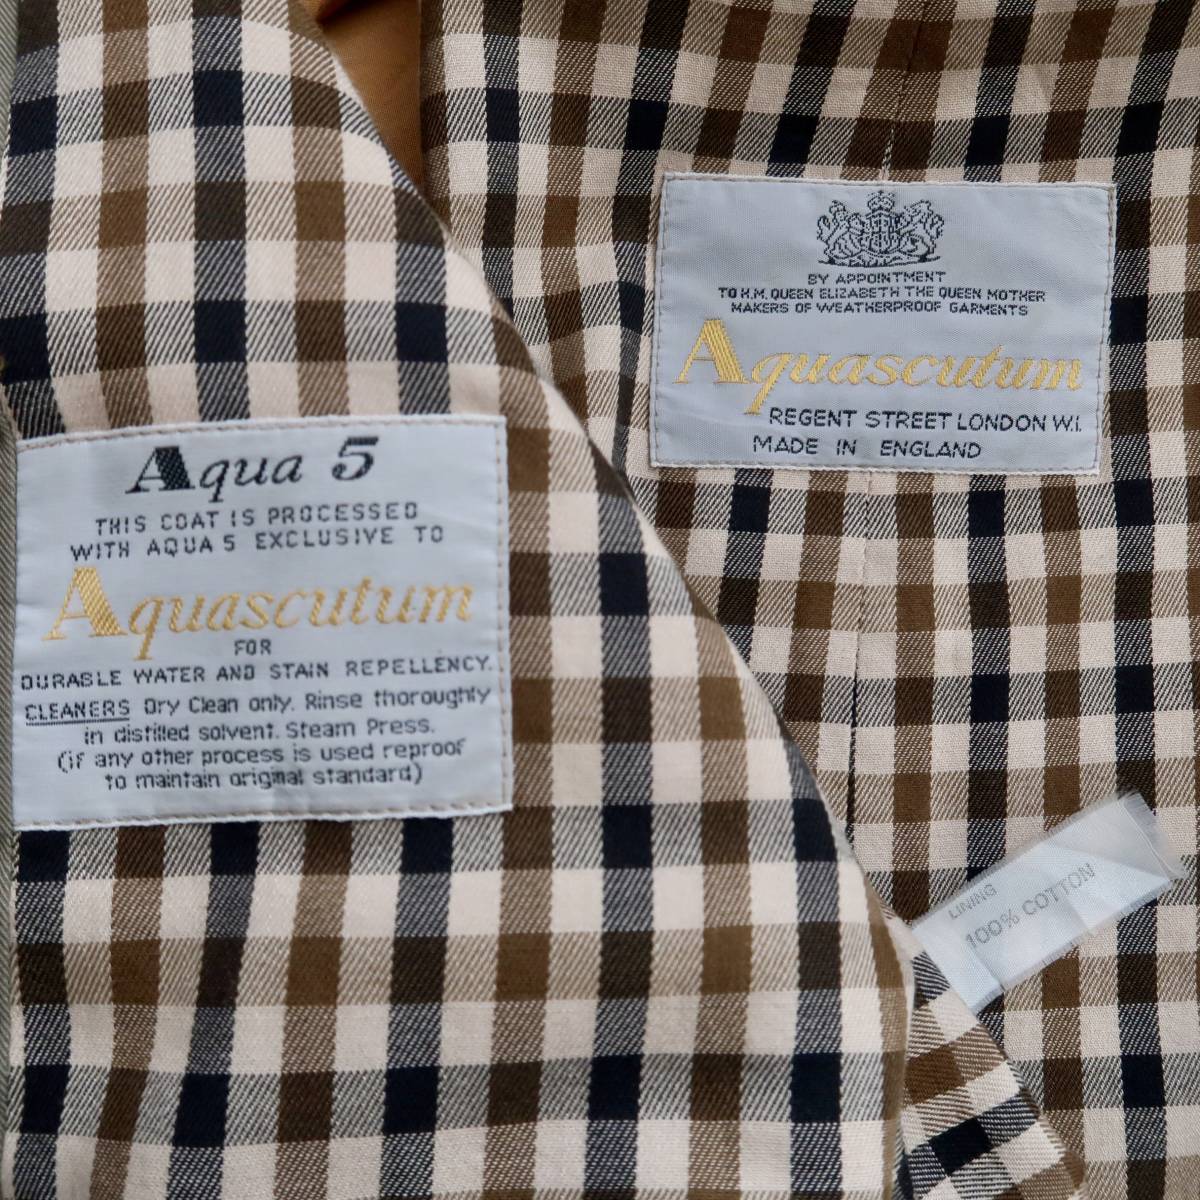 Aqua 5
THIS COAT IS PROCESSED
WITH AQUA 5 EXCLUSIVE TO
Aquascutum
FOR
DURABLE WATER AND STAIN REPELLENCY.
CLEANERS Dry Clean only. Rinse thoroughly
in distilled solvent. Steam Press.
(if any other process is used reproof
to maintain original standard)
BY APPOINTMENT
TO H.M. QUEEN ELIZABETH THE QUEEN MOTHER
MAKERS OF WEATHERPROOF GARMENTS
Aquascutum
REGENT STREET LONDON W.I.
MADE IN ENGLAND
LINING
100% COTTON